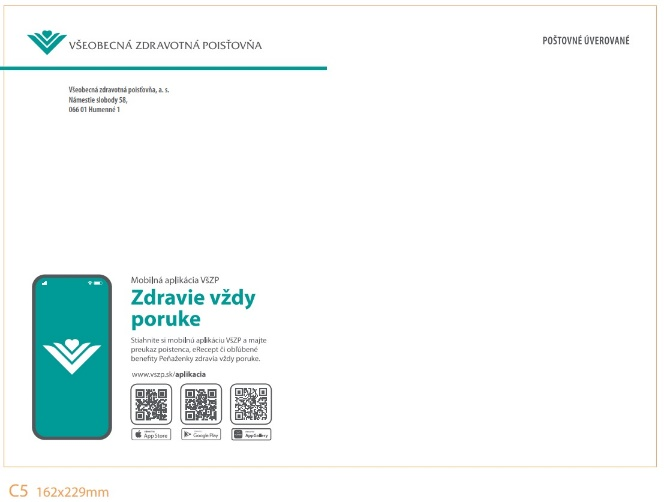 VŠEOBECNÁ ZDRAVOTNÁ POISŤOVŇA
POŠTOVNÉ ÚVEROVANÉ
Všeobecná zdravotná poisťovňa, a. s.
Námestie slobody 58,
066 01 Humenné 1
Mobilná aplikácia VšZP
Zdravie vždy
poruke
Stiahnite si mobilnú aplikáciu VšZP a majte
preukaz poistenca, eRecept či obľúbené
benefity Peňaženky zdravia vždy poruke.
www.vszp.sk/aplikacia
App Store
Google Play
AppGallery
C5 162x229mm